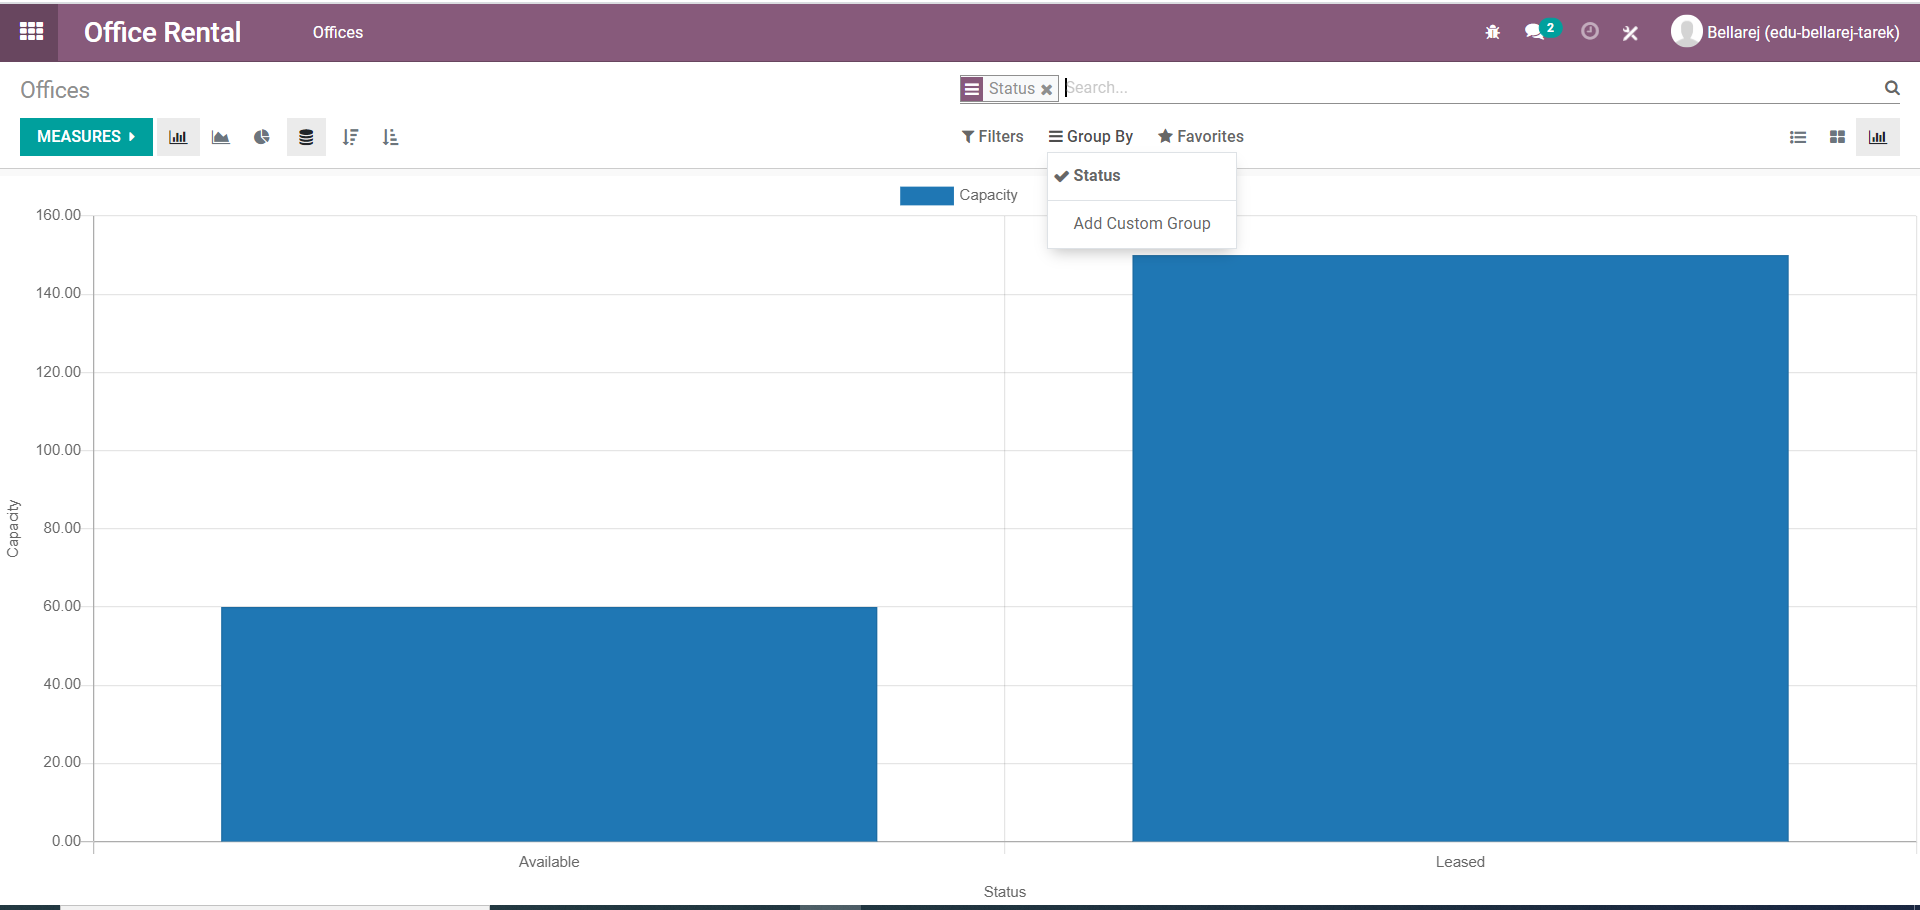 Office Rental
Offices
2
Bellarej (edu-bellarej-tarek)
Offices
Status
Search...
MEASURES
Filters
Group By
Favorites
Status
Add Custom Group
Capacity
160.00
140.00
120.00
100.00
80.00
60.00
40.00
20.00
0.00
Capacity
Available
Leased
Status